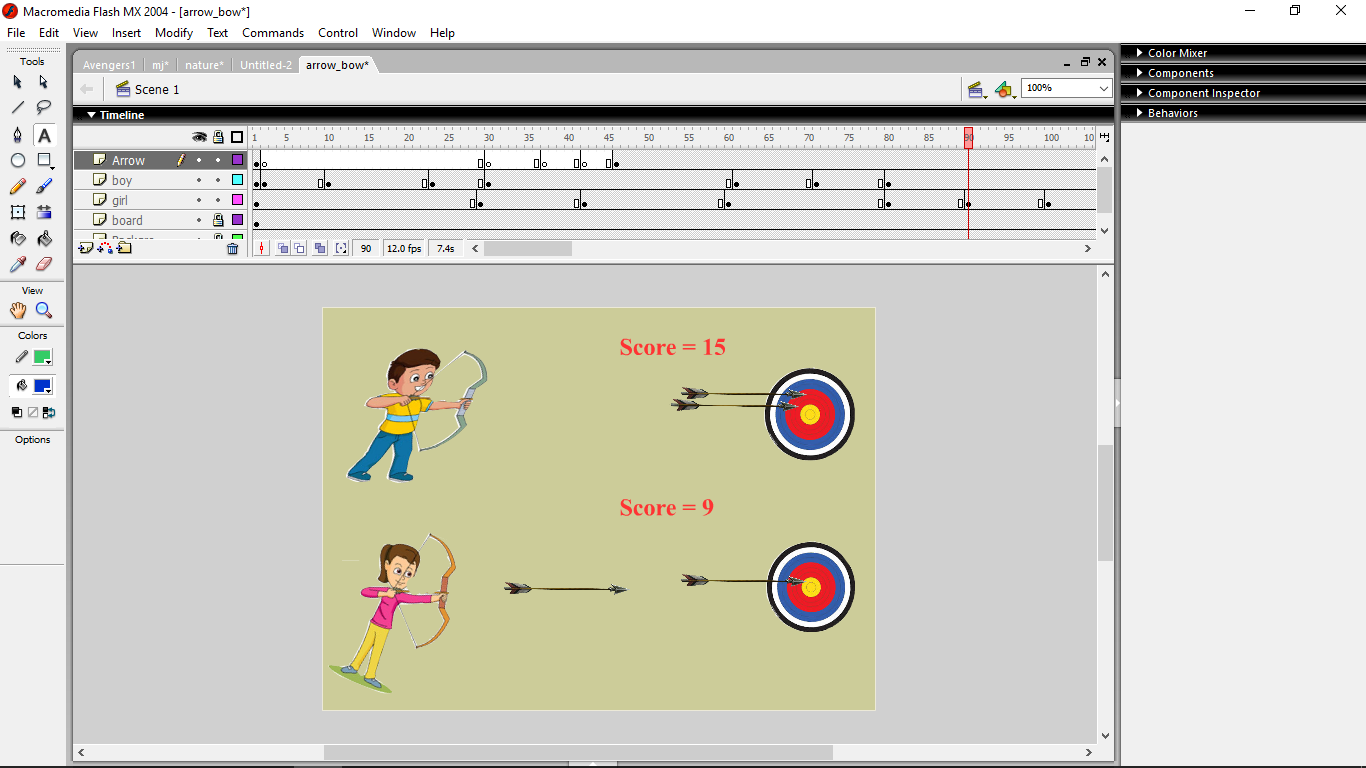 Macromedia Flash MX 2004 - [arrow_bow*]
File Edit View Insert Modify Text Commands Control Window Help
Tools
View
Colors
Options
Avengers1 mj* nature* Untitled-2 arrow_bow*
Scene 1
100%
Timeline
1 5 10 15 20 25 30 35 40 45 50 55 60 65 70 75 80 85 90 95 100 10
Arrow
boy
girl
board
90 12.0 fps 7.4s
Score = 15
Score = 9
Color Mixer
Components
Component Inspector
Behaviors